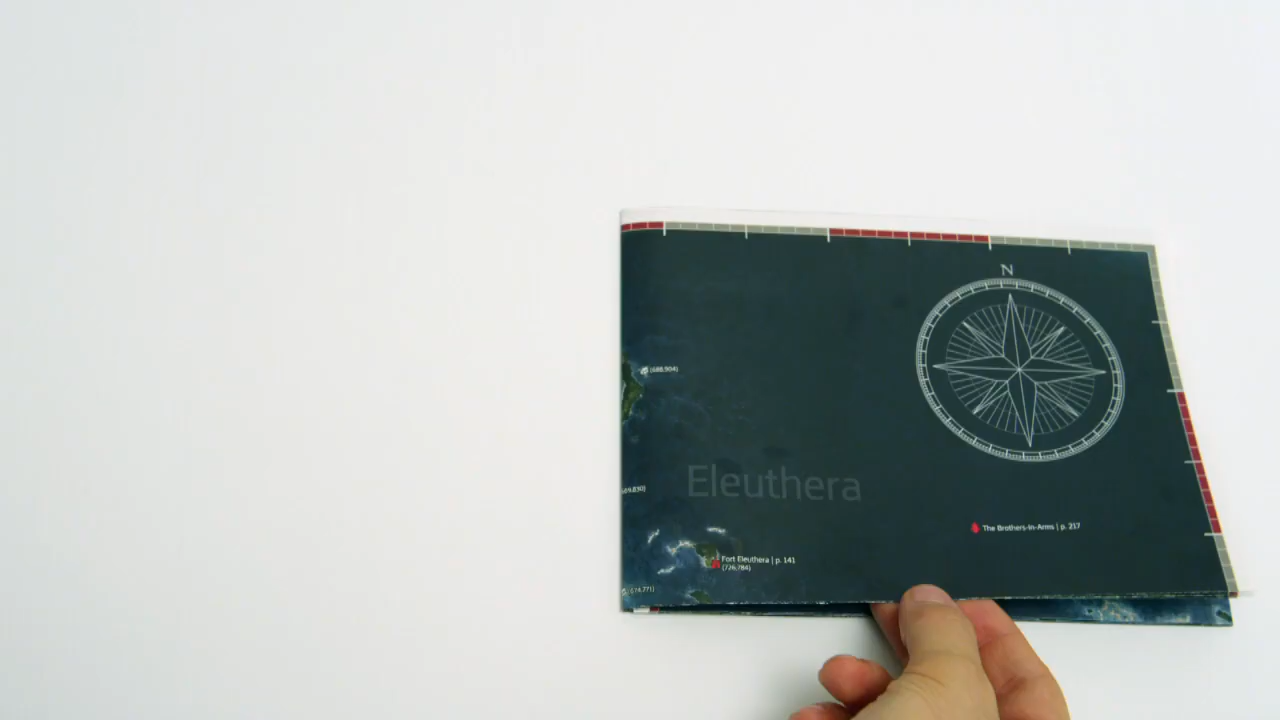 N
(688,904)
Eleuthera
The Brothers-In-Arms | p. 217
Fort Eleuthera | p. 141
(726,784)